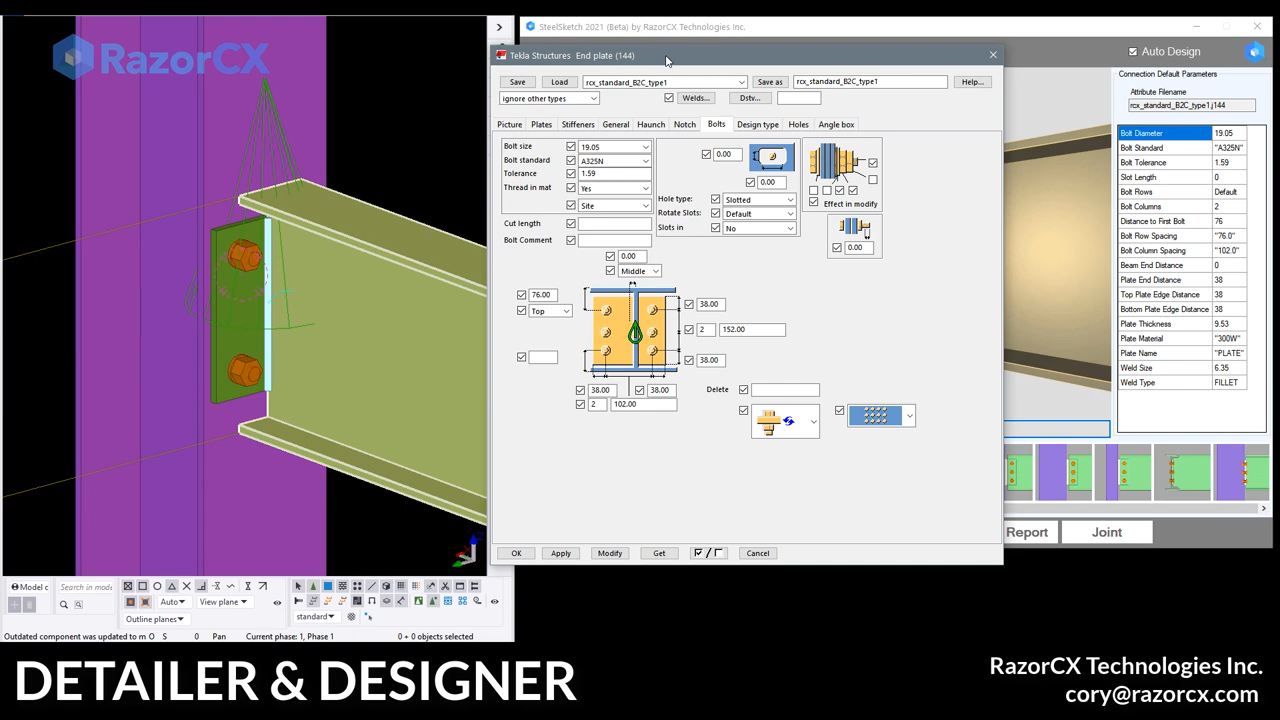 RazorCX
SteelSketch 2021 (Beta) by RazorCX Technologies Inc.
Tekla Structures End plate (144)
Auto Design
Save
Load
rcx_standard_B2C_type1
Save as
rcx_standard_B2C_type1
Help...
ignore other types
Welds...
Dstv...
Picture Plates Stiffeners General Haunch Notch Bolts Design type Holes Angle box
Bolt size 19.05
Bolt standard A325N
Tolerance 1.59
Thread in mat Yes
Site
Cut length
Bolt Comment
0.00
0.00
Hole type: Slotted
Rotate Slots: Default
Slots in No
Effect in modify
0.00
0.00
Middle
76.00
Top
38.00
2 152.00
38.00
38.00 38.00
2 102.00
Delete
OK Apply Modify Get / Cancel
Connection Default Parameters
Attribute Filename
rcx_standard_B2C_type1.j144
Bolt Diameter 19.05
Bolt Standard "A325N"
Bolt Tolerance 1.59
Slot Length 0
Bolt Rows Default
Bolt Columns 2
Distance to First Bolt 76
Bolt Row Spacing "76.0"
Bolt Column Spacing "102.0"
Beam End Distance 0
Plate End Distance 38
Top Plate Edge Distance 38
Bottom Plate Edge Distance 38
Plate Thickness 9.53
Plate Material "300W"
Plate Name "PLATE"
Weld Size 6.35
Weld Type FILLET
Report
Joint
Model c
Search in mode
Auto
View plane
Outline planes
standard
Outdated component was updated to m O S 0 Pan Current phase: 1, Phase 1 0 + 0 objects selected
DETAILER & DESIGNER
RazorCX Technologies Inc.
cory@razorcx.com